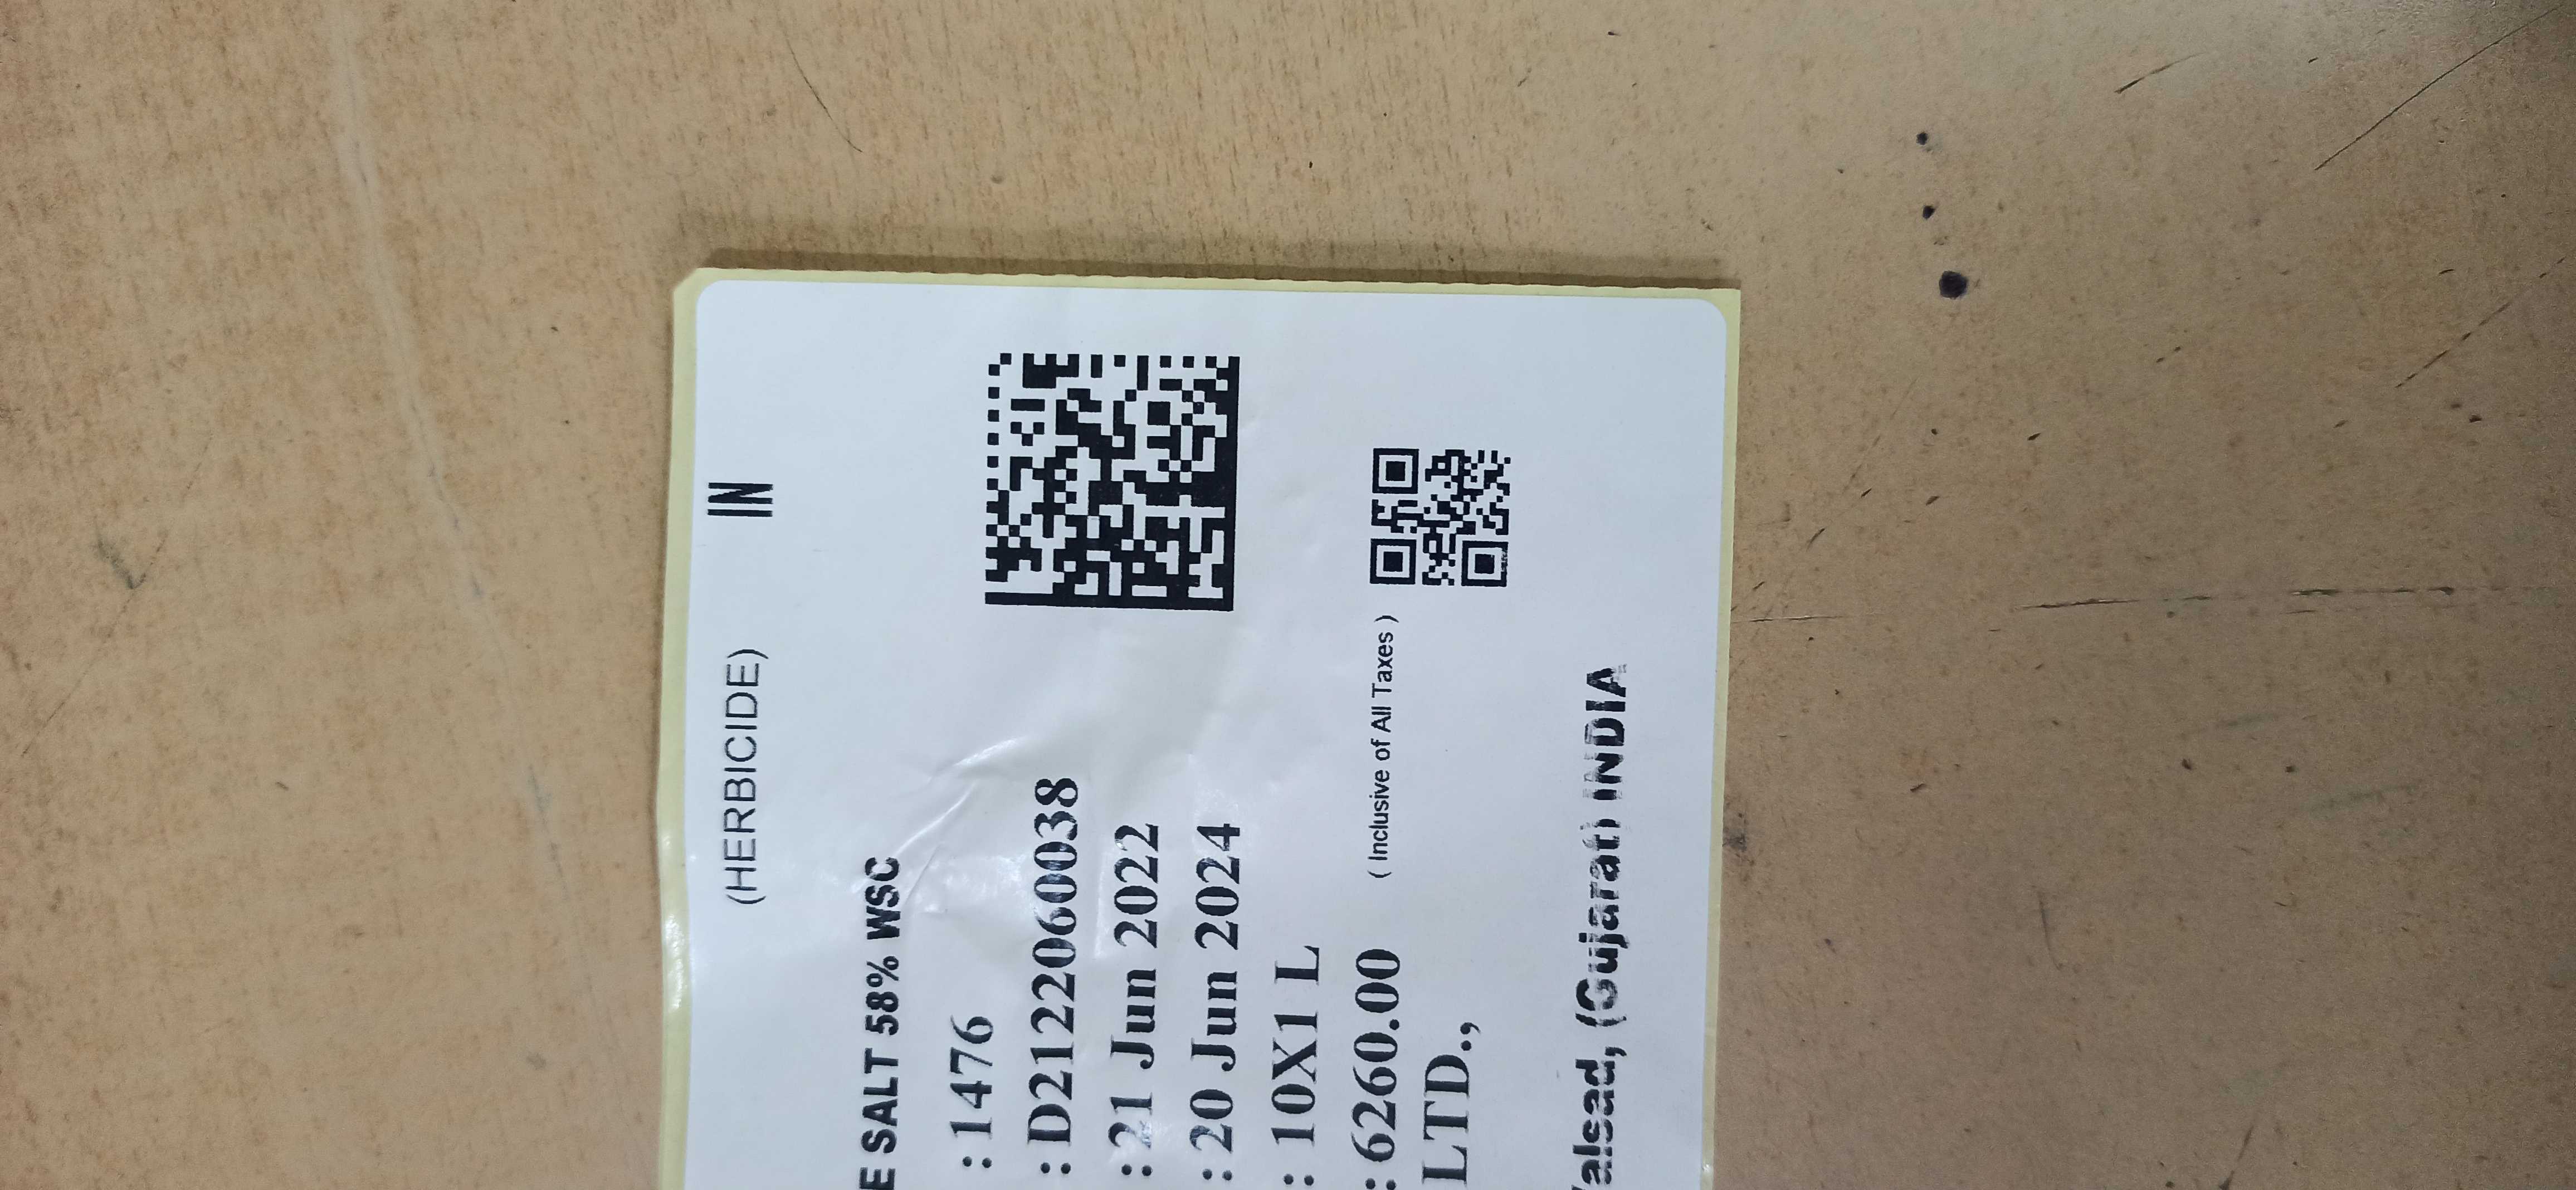 (HERBICIDE) IN
E SALT 58% WSC
: 1476
: D2122060038
: 21 Jun 2022
: 20 Jun 2024
: 10X1 L
: 6260.00 ( Inclusive of All Taxes )
LTD.,
alsad, (Gujarat) INDIA